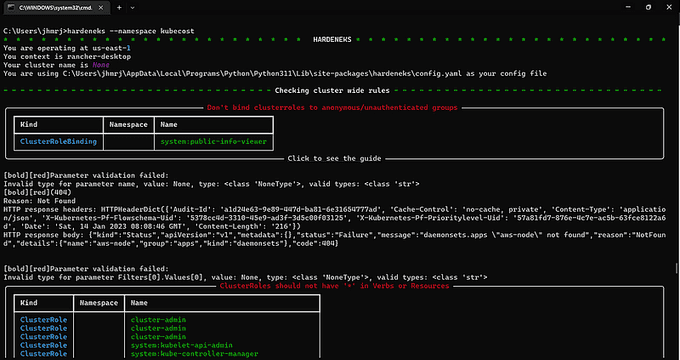 C:\WINDOWS\system32\cmd.
C:\Users\jhmrj>hardeneks --namespace kubecost
HARDENEKS
You are operating at us-east-1
You context is rancher-desktop
Your cluster name is None
You are using C:\Users\jhmrj\AppData\Local\Programs\Python\Python311\Lib\site-packages\hardeneks\config.yaml as your config file
Checking cluster wide rules
Don't bind clusterroles to anonymous/unauthenticated groups
Kind Namespace Name
ClusterRoleBinding system:public-info-viewer
Click to see the guide
[bold][red]Parameter validation failed:
Invalid type for parameter name, value: None, type: <class 'NoneType'>, valid types: <class 'str'>
[bold][red](404)
Reason: Not Found
HTTP response headers: HTTPHeaderDict({'Audit-Id': 'a1d24e63-9e89-447d-ba81-6e31654777ad', 'Cache-Control': 'no-cache, private', 'Content-Type': 'applicatio
n/json', 'X-Kubernetes-Pf-Flowschema-Uid': '5378cc4d-3310-45e9-ad3f-3d5c00f03125', 'X-Kubernetes-Pf-Prioritylevel-Uid': '57a81fd7-876e-4c7e-ac5b-63fce8122a6
d', 'Date': 'Sat, 14 Jan 2023 08:08:46 GMT', 'Content-Length': '216'})
HTTP response body: {"kind":"Status","apiVersion":"v1","metadata":{},"status":"Failure","message":"daemonsets.apps \"aws-node\" not found","reason":"NotFoun
d","details":{"name":"aws-node","group":"apps","kind":"daemonsets"},"code":404}
[bold][red]Parameter validation failed:
Invalid type for parameter Filters[0].Values[0], value: None, type: <class 'NoneType'>, valid types: <class 'str'>
ClusterRoles should not have '*' in Verbs or Resources
Kind Namespace Name
ClusterRole cluster-admin
ClusterRole cluster-admin
ClusterRole cluster-admin
ClusterRole system:kubelet-api-admin
ClusterRole system:kube-controller-manager